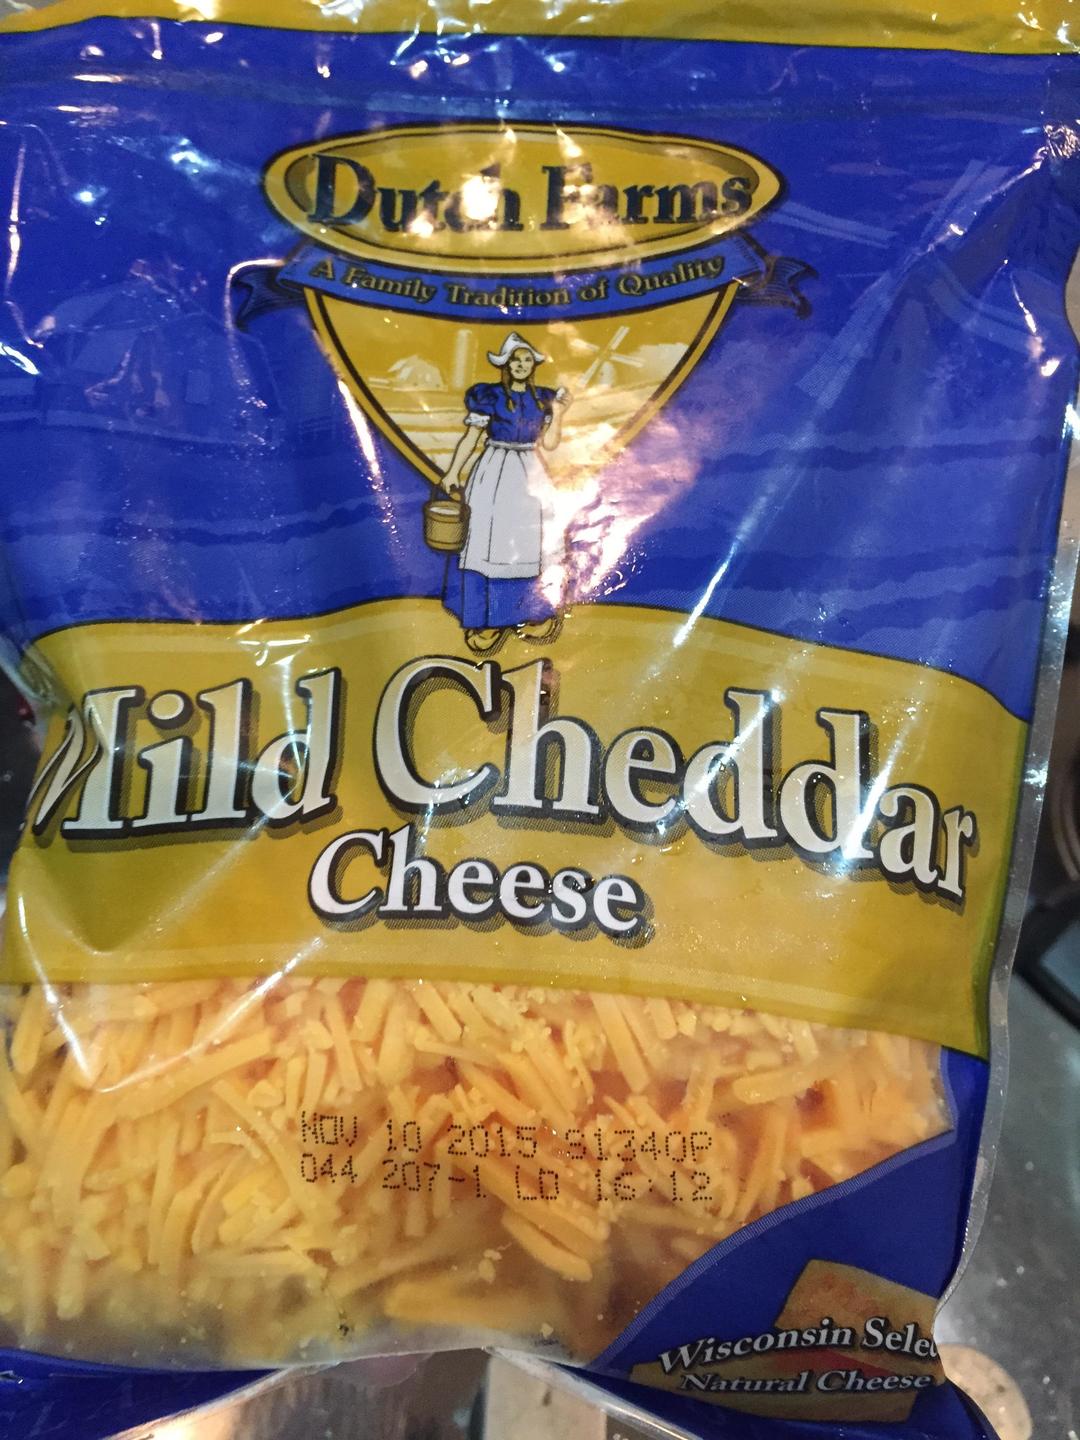 Dutch Farms
A Family Tradition of Quality
Mild Cheddar
Cheese
NOV 10 2015 S1340P
044 207-1 LD 16:12
Wisconsin Selec
Natural Cheese